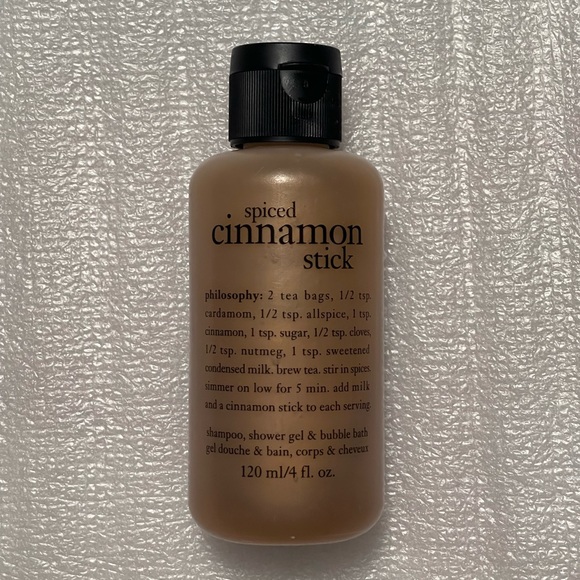 spiced
cinnamon
stick
philosophy: 2 tea bags, 1/2 tsp.
cardamom, 1/2 tsp. allspice, 1 tsp.
cinnamon, 1 tsp. sugar, 1/2 tsp. cloves,
1/2 tsp. nutmeg, 1 tsp. sweetened
condensed milk. brew tea. stir in spices.
simmer on low for 5 min. add milk
and a cinnamon stick to each serving.
shampoo, shower gel & bubble bath
gel douche & bain, corps & cheveux
120 ml/4 fl. oz.